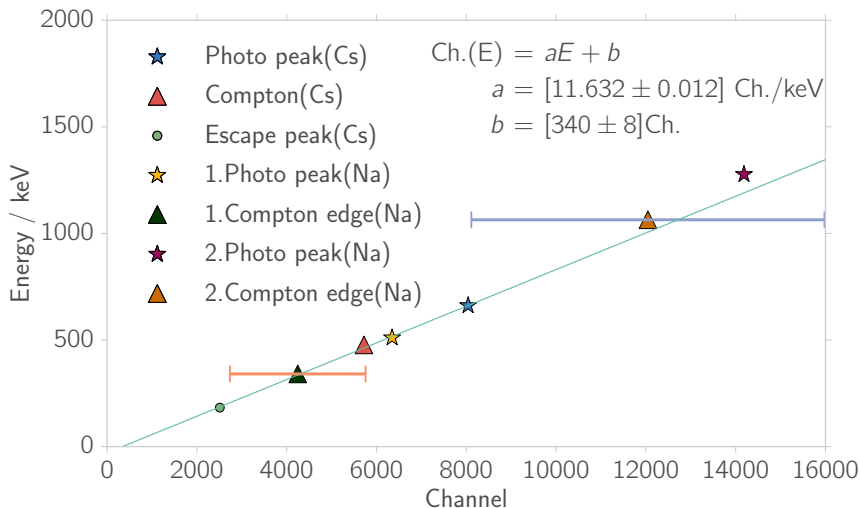 2000
1500
1000
500
0
Energy / keV
Photo peak(Cs)
Compton(Cs)
Escape peak(Cs)
1.Photo peak(Na)
1.Compton edge(Na)
2.Photo peak(Na)
2.Compton edge(Na)
Ch.(E) = aE + b
a = [11.632 ± 0.012] Ch./keV
b = [340 ± 8]Ch.
0 2000 4000 6000 8000 10000 12000 14000 16000
Channel